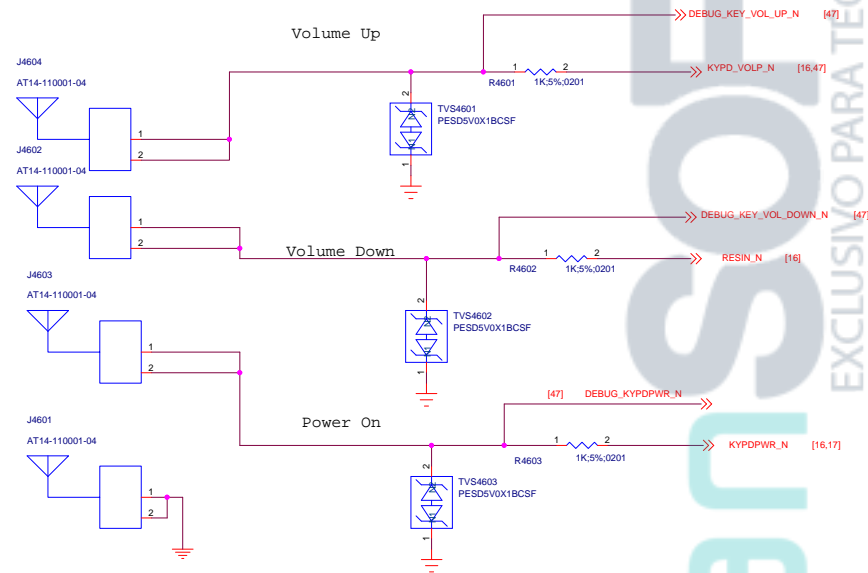 DEBUG_KEY_VOL_UP_N [47]
Volume Up
J4604
AT14-110001-04
1
2
R4601
1 2
1K;5%;0201
KYPD_VOLP_N [16,47]
2
TVS4601
PESD5V0X1BCSF
1
J4602
AT14-110001-04
1
2
DEBUG_KEY_VOL_DOWN_N [47]
Volume Down
R4602
1 2
1K;5%;0201
RESIN_N [16]
J4603
AT14-110001-04
1
2
2
TVS4602
PESD5V0X1BCSF
1
[47] DEBUG_KYPDPWR_N
Power On
R4603
1 2
1K;5%;0201
KYPDPWR_N [16,17]
J4601
AT14-110001-04
1
2
2
TVS4603
PESD5V0X1BCSF
1
EXCLUSIVO PARA